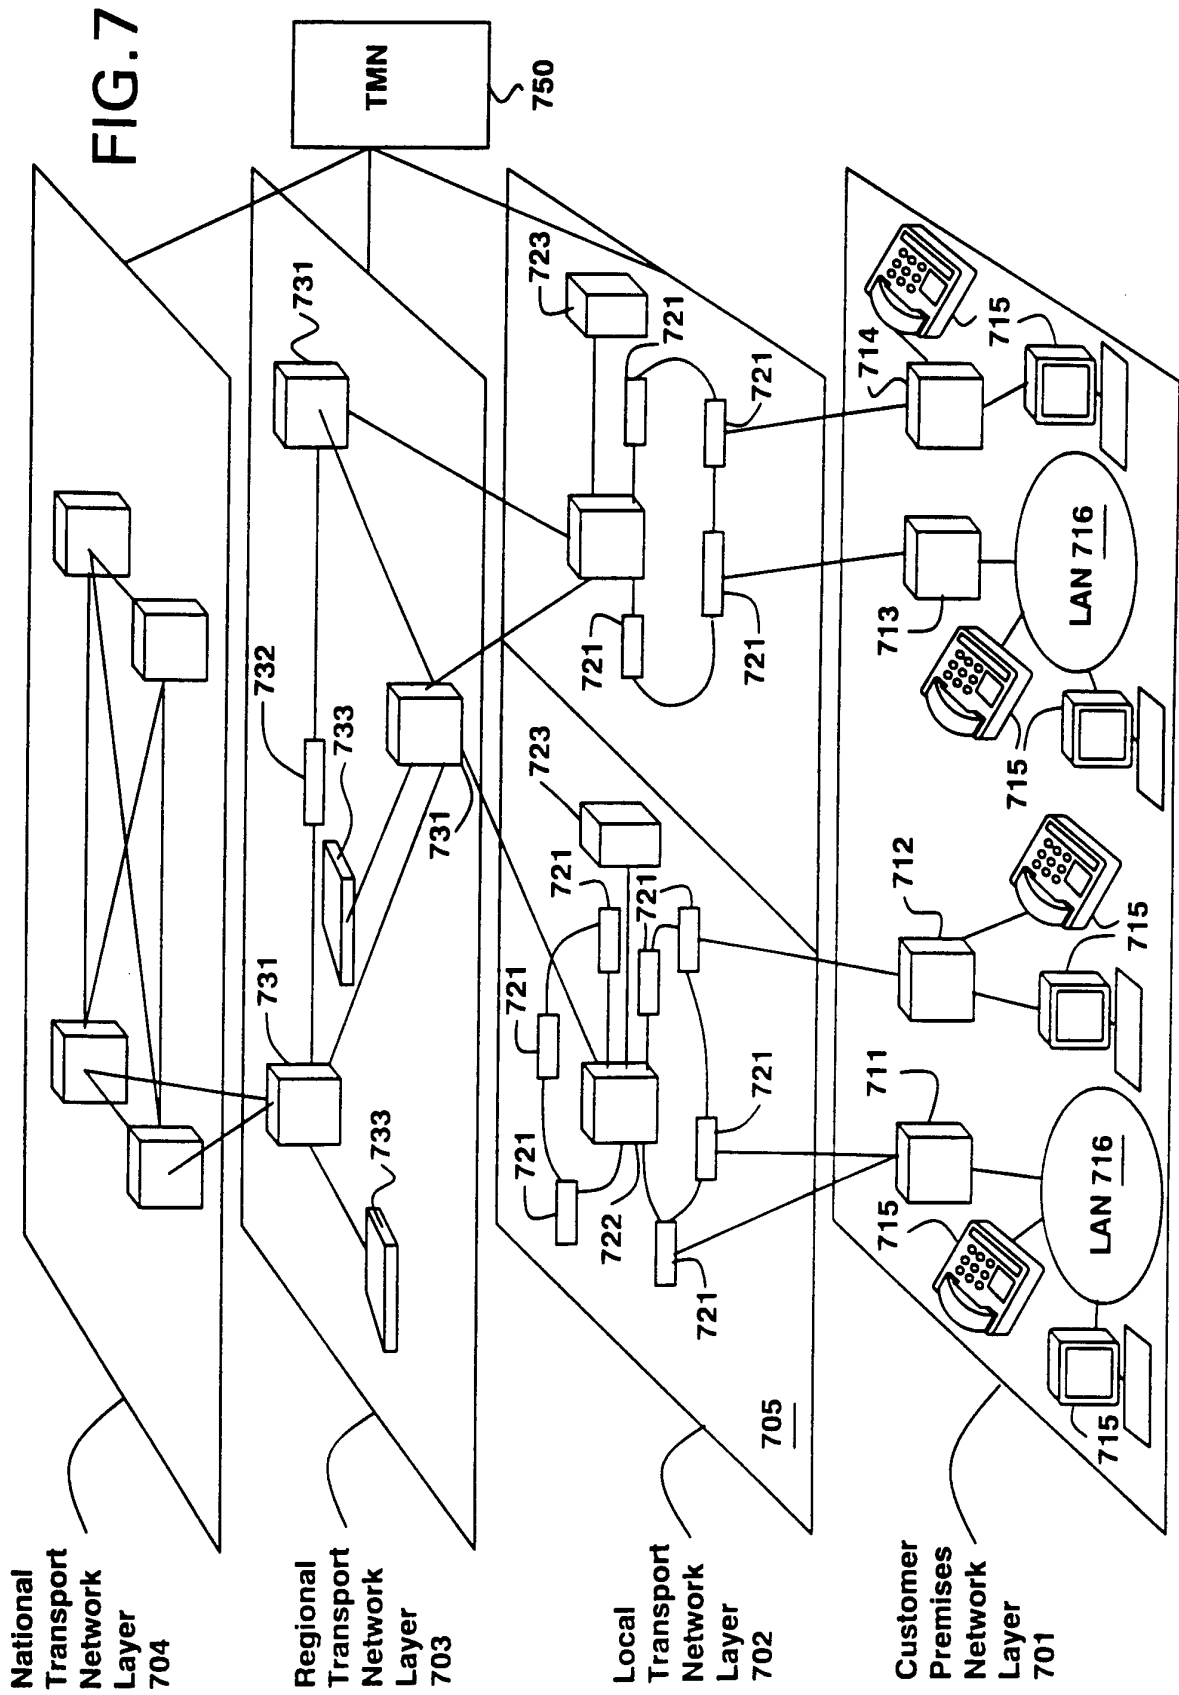 FIG.7
National
Transport
Network
Layer
704
TMN
750
Regional
Transport
Network
Layer
703
731
732
733
731
731
733
Local
Transport
Network
Layer
702
723
721
721
721
721
723
721
721
721
721
722
721
721
705
Customer
Premises
Network
Layer
701
714
715
713
715
LAN 716
712
715
711
715
LAN 716
715